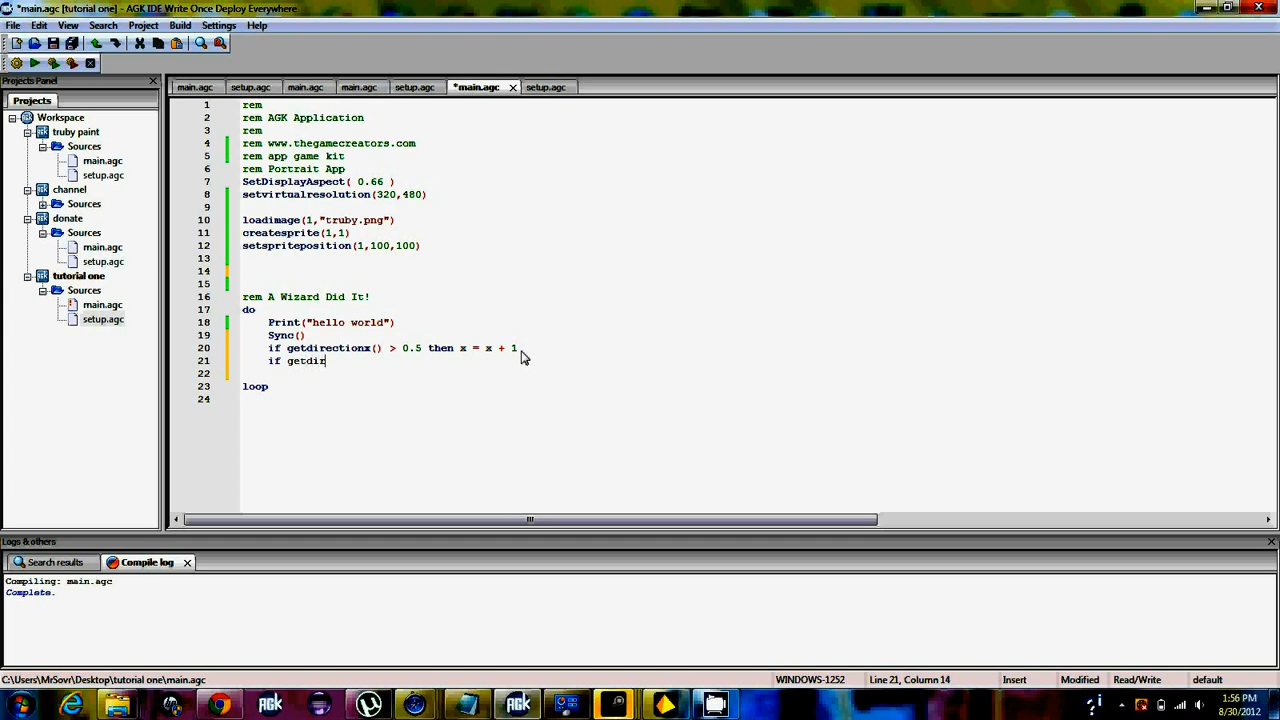 *main.agc [tutorial one] - AGK IDE Write Once Deploy Everywhere
File Edit View Search Project Build Settings Help
Projects Panel
Projects
Workspace
truby paint
Sources
main.agc
setup.agc
channel
Sources
donate
Sources
main.agc
setup.agc
tutorial one
Sources
main.agc
setup.agc
main.agc setup.agc main.agc main.agc setup.agc *main.agc setup.agc
1 rem
2 rem AGK Application
3 rem
4 rem www.thegamecreators.com
5 rem app game kit
6 rem Portrait App
7 SetDisplayAspect( 0.66 )
8 setvirtualresolution(320,480)
9
10 loadimage(1,"truby.png")
11 createsprite(1,1)
12 setspriteposition(1,100,100)
13
14
15
16 rem A Wizard Did It!
17 do
18 Print("hello world")
19 Sync()
20 if getdirectionx() > 0.5 then x = x + 1
21 if getdir
22
23 loop
24
Logs & others
Search results Compile log
Compiling: main.agc
Complete.
C:\Users\MrSovr\Desktop\tutorial one\main.agc WINDOWS-1252 Line 21, Column 14 Insert Modified Read/Write default
AGK AGK
1:56 PM
8/30/2012